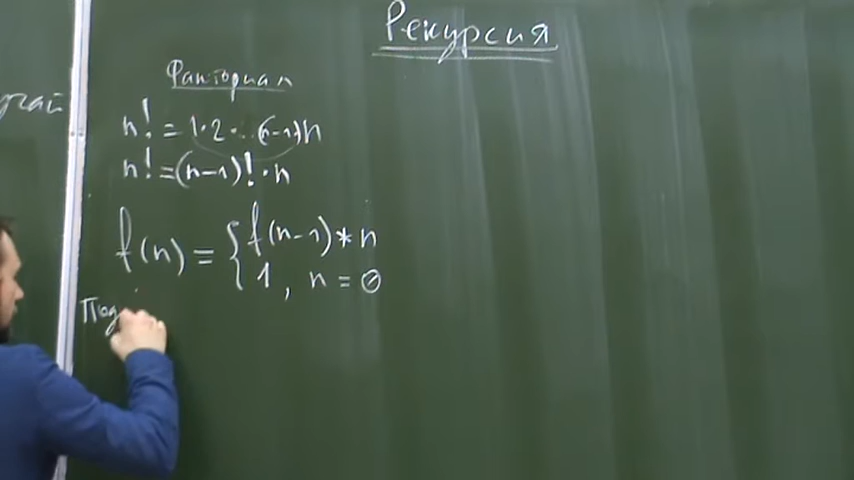 Рекурсия
Факториал
n! = 1·2·...(n-1)n
n! = (n-1)!·n
f(n) = { f(n-1) * n
1, n = 0
Под